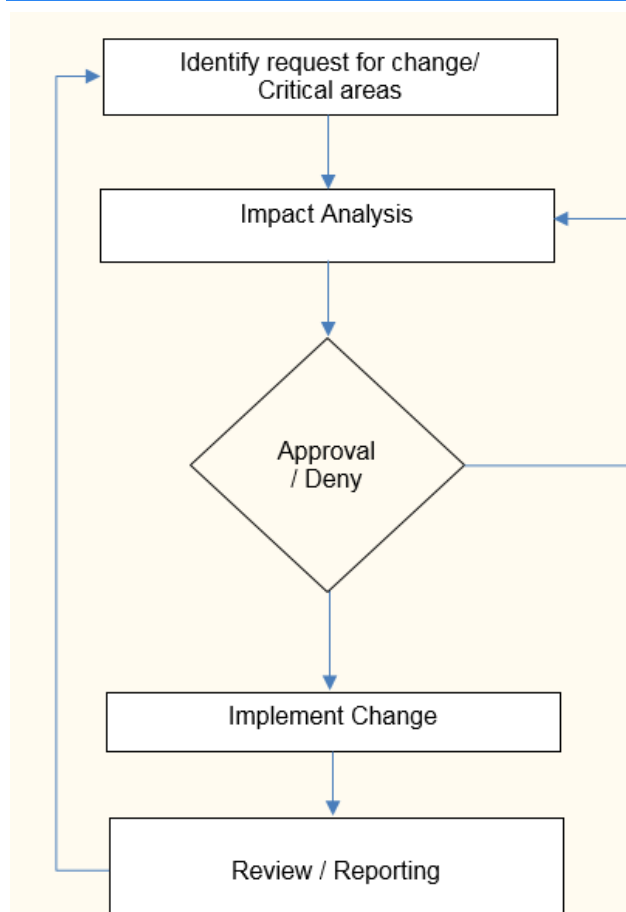 Identify request for change/
Critical areas
Impact Analysis
Approval
/ Deny
Implement Change
Review / Reporting